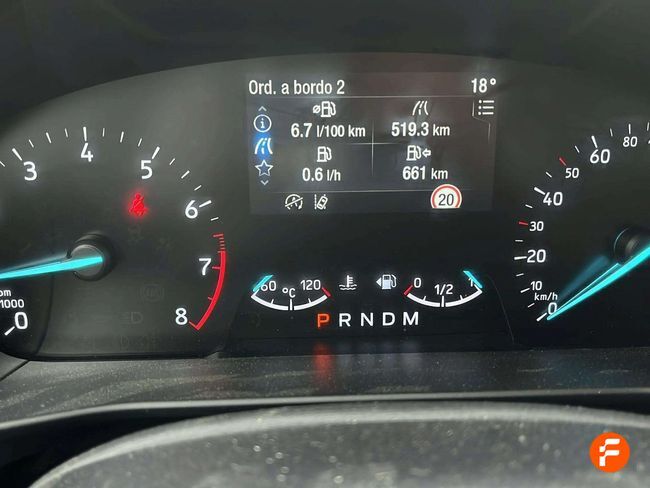 Ord. a bordo 2 18°
6.7 l/100 km 519.3 km
0.6 l/h 661 km
20
3 4 5 6 7 8
0
1000
60 °C 120
0 1/2 1
P R N D M
0 10 20 30 40 50 60 80
km/h